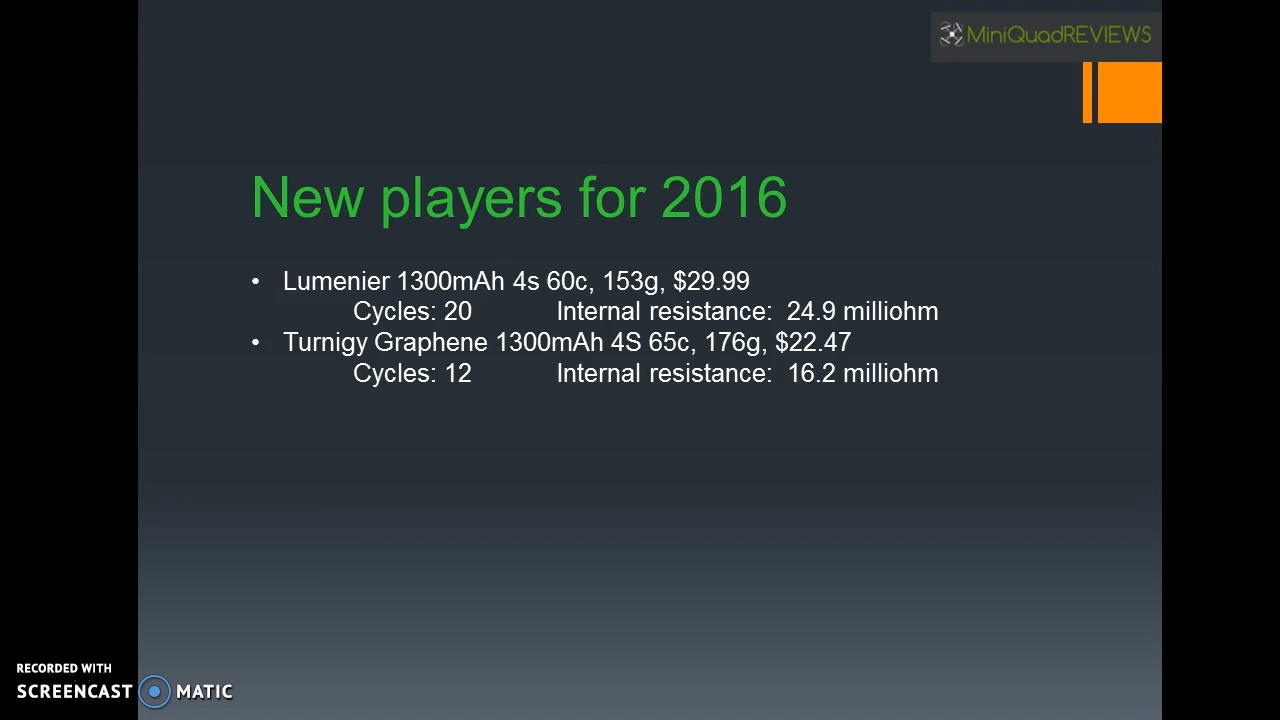 MiniQuadREVIEWS
New players for 2016
• Lumenier 1300mAh 4s 60c, 153g, $29.99
Cycles: 20 Internal resistance: 24.9 milliohm
• Turnigy Graphene 1300mAh 4S 65c, 176g, $22.47
Cycles: 12 Internal resistance: 16.2 milliohm
RECORDED WITH
SCREENCAST MATIC